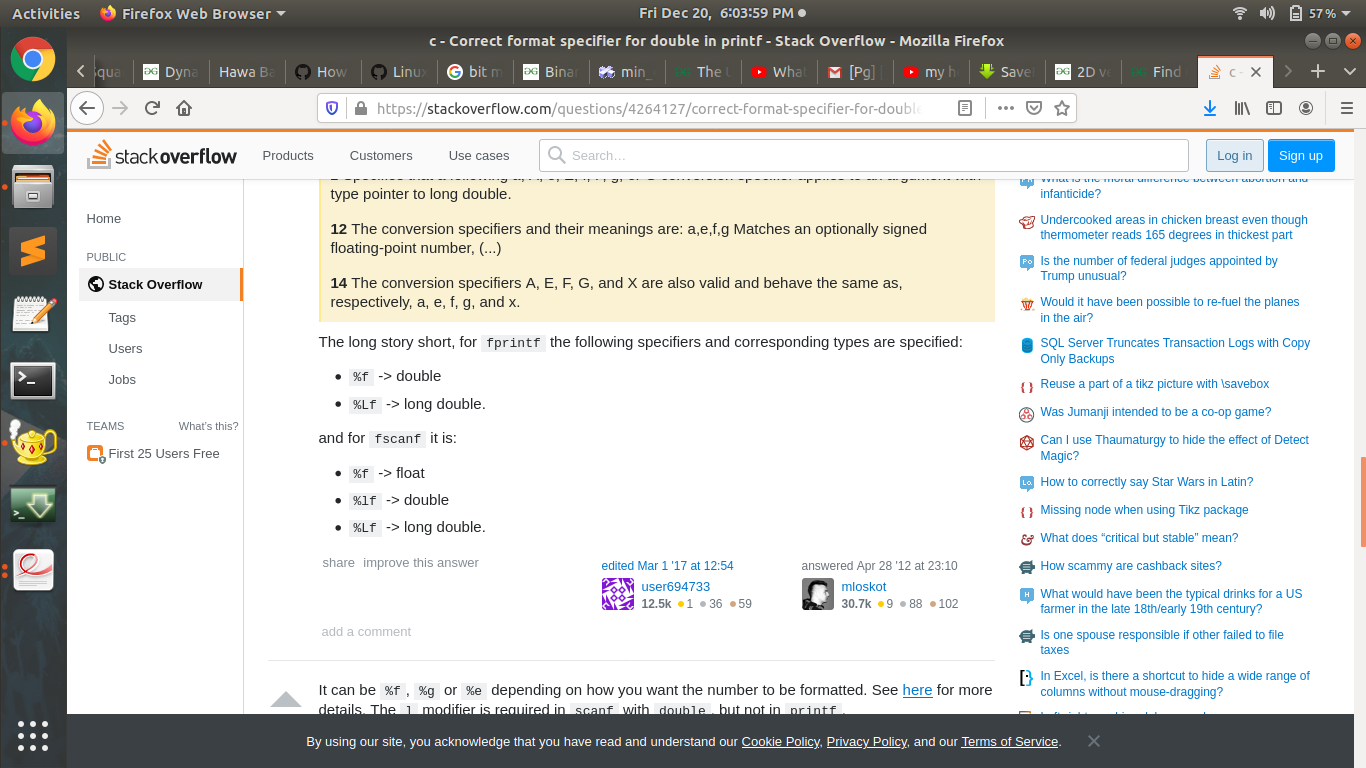 Activities
Firefox Web Browser
Fri Dec 20, 6:03:59 PM
57%
c - Correct format specifier for double in printf - Stack Overflow - Mozilla Firefox
Dyna
Hawa Ba
How
Linux
bit m
Binar
min_
The L
What
[Pg]
my h
Save
2D ve
Find
c -
https://stackoverflow.com/questions/4264127/correct-format-specifier-for-double
stackoverflow
Products
Customers
Use cases
Search…
Log in
Sign up
Home
PUBLIC
Stack Overflow
Tags
Users
Jobs
TEAMS
What's this?
First 25 Users Free
type pointer to long double.
12 The conversion specifiers and their meanings are: a,e,f,g Matches an optionally signed
floating-point number, (...)
14 The conversion specifiers A, E, F, G, and X are also valid and behave the same as,
respectively, a, e, f, g, and x.
The long story short, for fprintf the following specifiers and corresponding types are specified:
%f -> double
%Lf -> long double.
and for fscanf it is:
%f -> float
%lf -> double
%Lf -> long double.
share improve this answer
edited Mar 1 '17 at 12:54
user694733
12.5k 1 36 59
answered Apr 28 '12 at 23:10
mloskot
30.7k 9 88 102
add a comment
It can be %f, %g or %e depending on how you want the number to be formatted. See here for more
details. The l modifier is required in scanf with double, but not in printf.
What is the moral difference between abortion and
infanticide?
Undercooked areas in chicken breast even though
thermometer reads 165 degrees in thickest part
Is the number of federal judges appointed by
Trump unusual?
Would it have been possible to re-fuel the planes
in the air?
SQL Server Truncates Transaction Logs with Copy
Only Backups
Reuse a part of a tikz picture with \savebox
Was Jumanji intended to be a co-op game?
Can I use Thaumaturgy to hide the effect of Detect
Magic?
How to correctly say Star Wars in Latin?
Missing node when using Tikz package
What does “critical but stable” mean?
How scammy are cashback sites?
What would have been the typical drinks for a US
farmer in the late 18th/early 19th century?
Is one spouse responsible if other failed to file
taxes
In Excel, is there a shortcut to hide a wide range of
columns without mouse-dragging?
By using our site, you acknowledge that you have read and understand our Cookie Policy, Privacy Policy, and our Terms of Service.